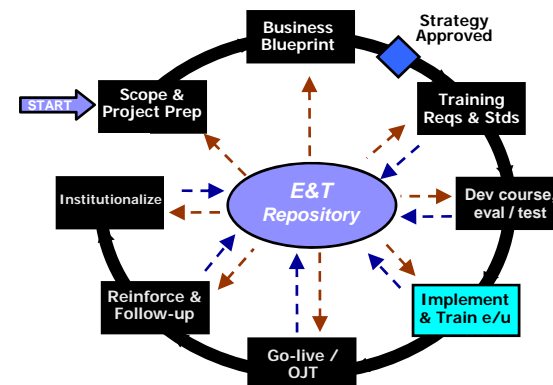 Business
Blueprint
Strategy
Approved
START
Scope &
Project Prep
Training
Reqs & Stds
Institutionalize
E&T
Repository
Dev course,
eval / test
Reinforce &
Follow-up
Implement
& Train e/u
Go-live /
OJT